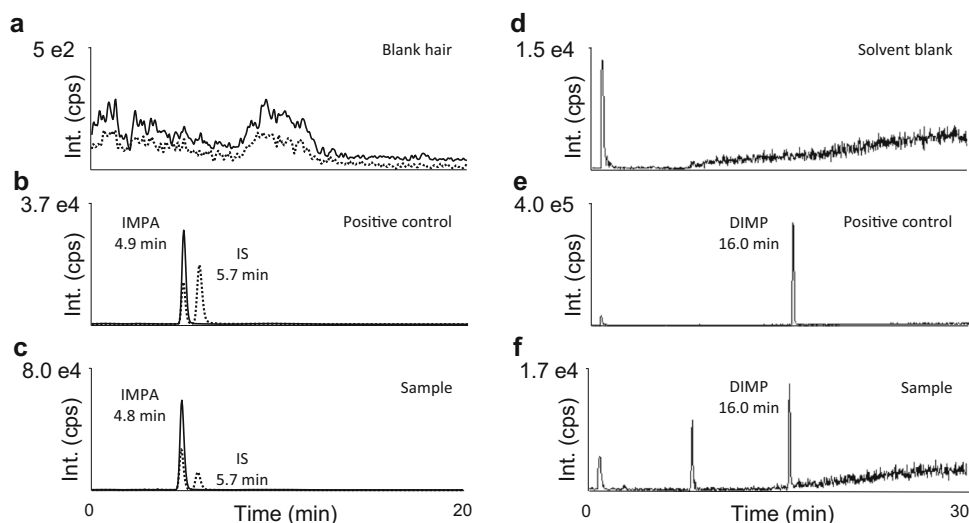 a
5 e2
Blank hair
Int. (cps)
b
3.7 e4
IMPA
4.9 min
IS
5.7 min
Positive control
Int. (cps)
c
8.0 e4
IMPA
4.8 min
IS
5.7 min
Sample
Int. (cps)
0
Time (min)
20
d
1.5 e4
Solvent blank
Int. (cps)
e
4.0 e5
DIMP
16.0 min
Positive control
Int. (cps)
f
1.7 e4
DIMP
16.0 min
Sample
Int. (cps)
0
Time (min)
30